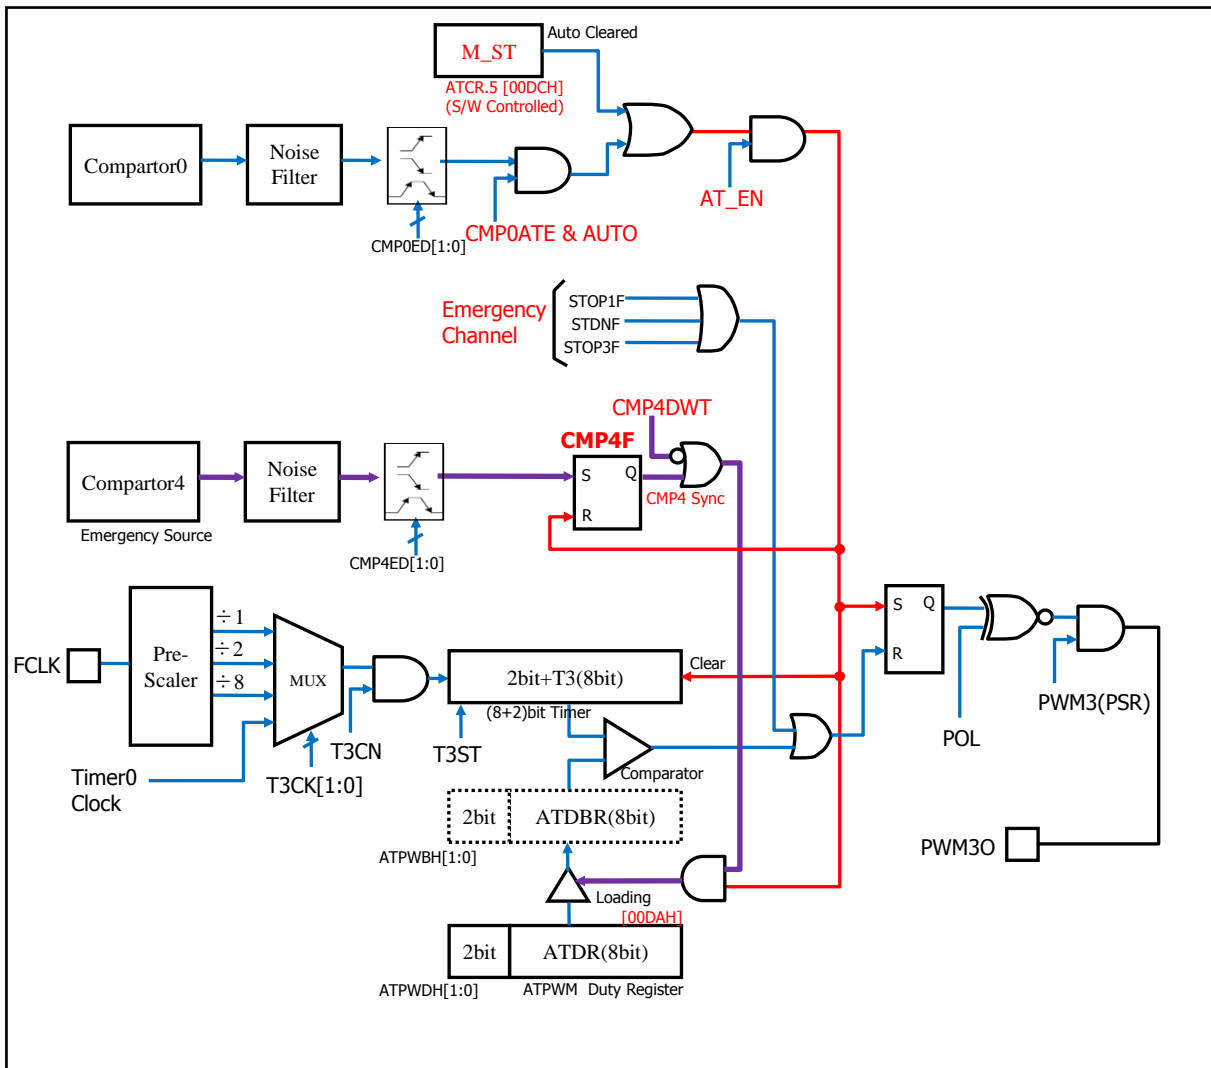 Auto Cleared
M_ST
ATCR.5 [00DCH]
(S/W Controlled)
Compartor0
Noise
Filter
CMP0ED[1:0]
CMP0ATE & AUTO
AT_EN
Emergency
Channel
STOP1F
STDNF
STOP3F
CMP4DWT
CMP4F
S
Q
R
CMP4 Sync
Compartor4
Noise
Filter
Emergency Source
CMP4ED[1:0]
FCLK
Pre-
Scaler
÷1
÷2
÷8
MUX
Timer0
Clock
T3CK[1:0]
T3CN
2bit+T3(8bit)
(8+2)bit Timer
Clear
T3ST
Comparator
S
Q
R
POL
PWM3(PSR)
PWM3O
2bit
ATDBR(8bit)
ATPWBH[1:0]
Loading
[00DAH]
2bit
ATDR(8bit)
ATPWDH[1:0]
ATPWM Duty Register